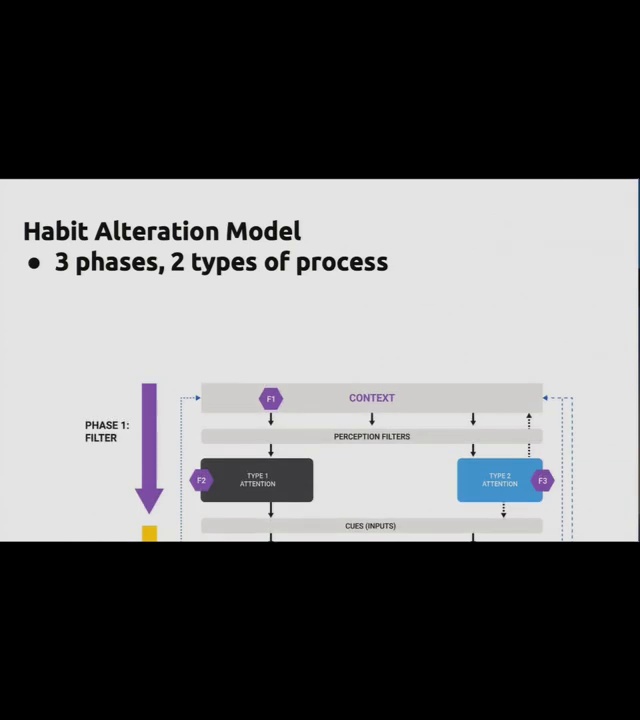 Habit Alteration Model
● 3 phases, 2 types of process
F1
CONTEXT
PHASE 1:
FILTER
PERCEPTION FILTERS
F2
TYPE 1
ATTENTION
TYPE 2
ATTENTION
F3
CUES (INPUTS)